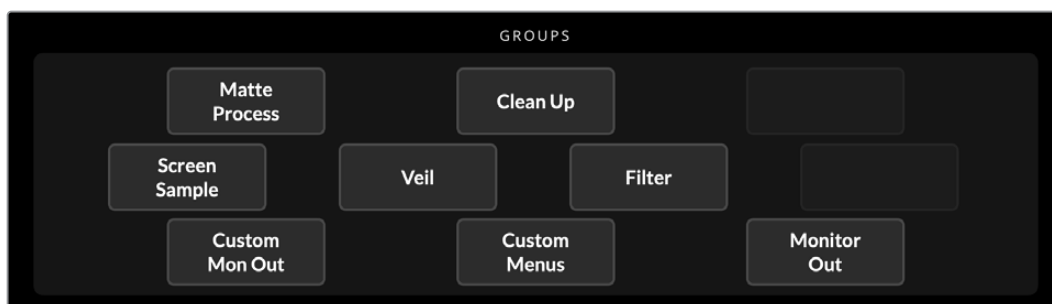 GROUPS
Matte
Process
Clean Up
Screen
Sample
Veil
Filter
Custom
Mon Out
Custom
Menus
Monitor
Out